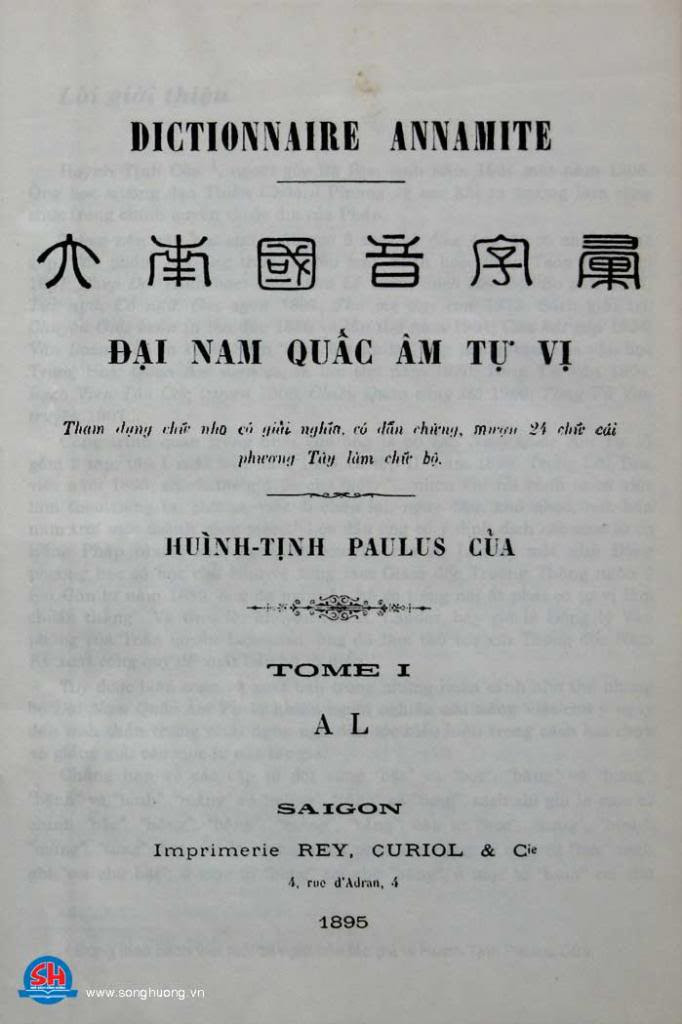 DICTIONNAIRE ANNAMITE
大南國音字彙
ĐẠI NAM QUẤC ÂM TỰ VỊ
Tham dụng chữ nho có giải nghĩa, có dẫn chứng, mượn 24 chữ cái
phương Tây làm chữ bộ.
HUÌNH-TỊNH PAULUS CỦA
TOME I
A L
SAIGON
Imprimerie REY, CURIOL & Cie
4, rue d'Adran, 4
1895
SH
www.songhuong.vn